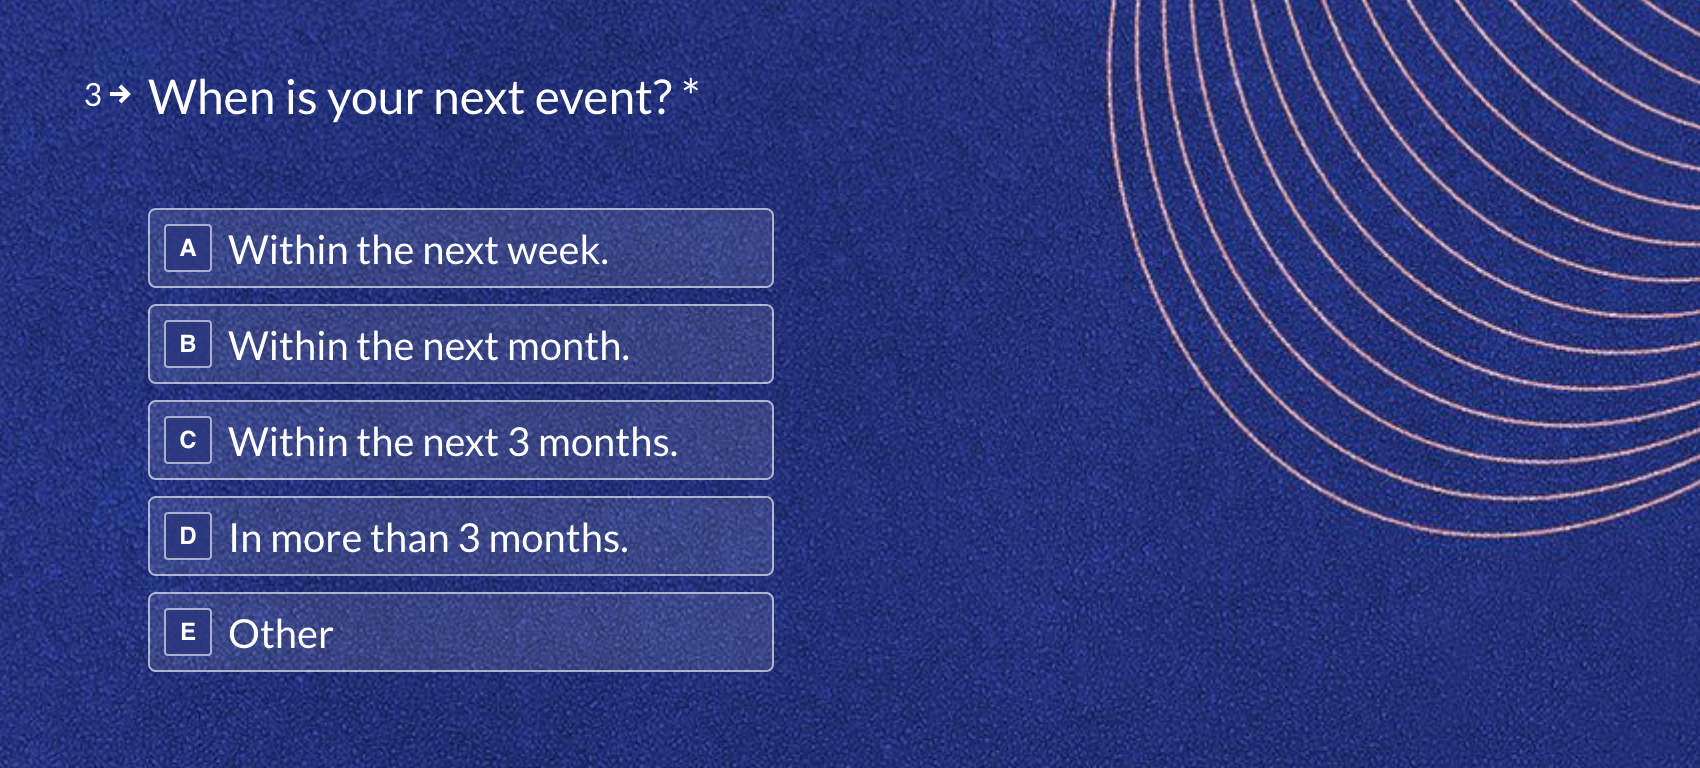 3 → When is your next event? *
A Within the next week.
B Within the next month.
C Within the next 3 months.
D In more than 3 months.
E Other